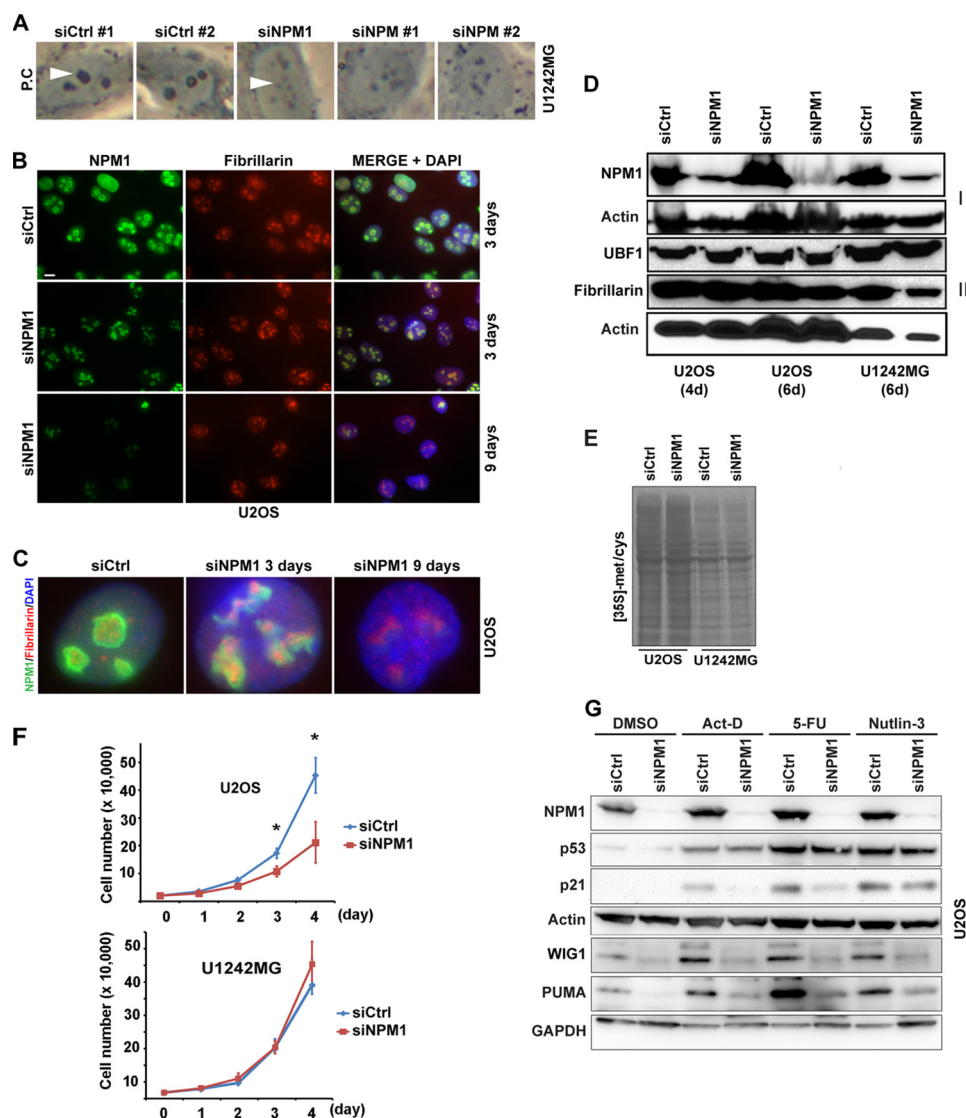 A
siCtrl #1 siCtrl #2 siNPM1 siNPM #1 siNPM #2
P.C
U1242MG
B
NPM1 Fibrillarin MERGE + DAPI
siCtrl
3 days
siNPM1
3 days
siNPM1
9 days
U2OS
C
siCtrl siNPM1 3 days siNPM1 9 days
NPM1/Fibrillarin/DAPI
U2OS
D
siCtrl siNPM1 siCtrl siNPM1 siCtrl siNPM1
NPM1
I
Actin
UBF1
Fibrillarin
II
Actin
U2OS U2OS U1242MG
(4d) (6d) (6d)
E
siCtrl siNPM1 siCtrl siNPM1
[35S]-met/cys
U2OS U1242MG
F
Cell number (x 10,000)
50
40
30
20
10
U2OS
*
*
siCtrl
siNPM1
0 1 2 3 4 (day)
Cell number (x 10,000)
50
40
30
20
10
U1242MG
siCtrl
siNPM1
0 1 2 3 4 (day)
G
DMSO Act-D 5-FU Nutlin-3
siCtrl siNPM1 siCtrl siNPM1 siCtrl siNPM1 siCtrl siNPM1
NPM1
p53
p21
Actin
WIG1
PUMA
GAPDH
U2OS